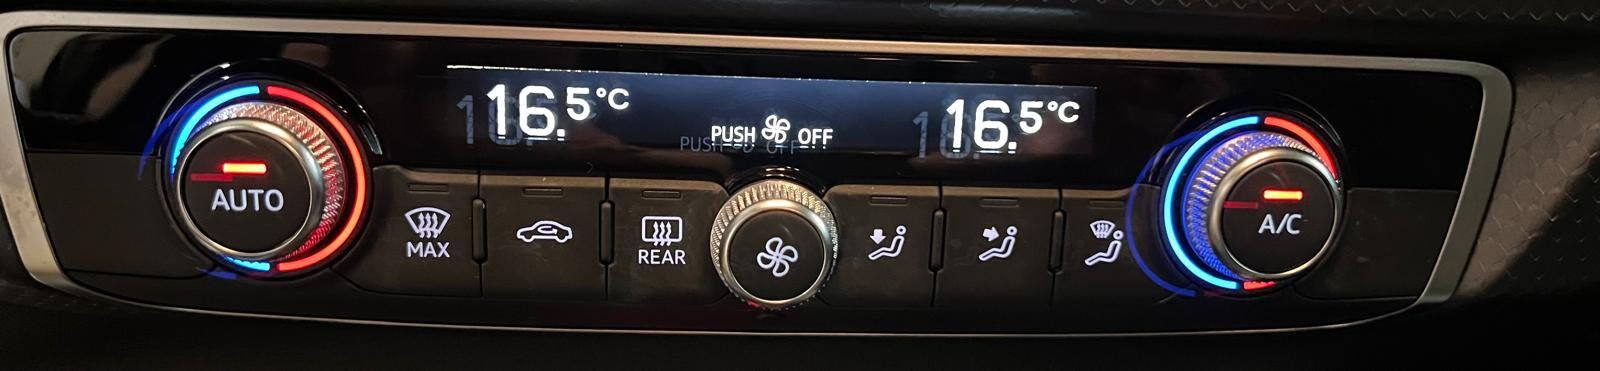 16.5°C
PUSH OFF
16.5°C
AUTO
MAX
REAR
A/C